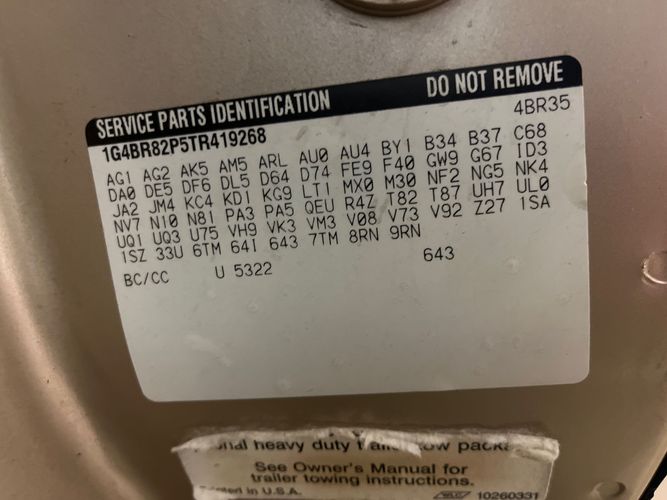 SERVICE PARTS IDENTIFICATION DO NOT REMOVE
1G4BR82P5TR419268 4BR35
AG1 AG2 AK5 AM5 ARL AU0 AU4 BY1 B34 B37 C68
DA0 DE5 DF6 DL5 D64 D74 FE9 F40 GW9 G67 ID3
JA2 JM4 KC4 KD1 KG9 LT1 MX0 M30 NF2 NG5 NK4
NV7 N10 N81 PA3 PA5 QEU R4Z T82 T87 UH7 UL0
UQ1 UQ3 U75 VH9 VK3 VM3 V08 V73 V92 Z27 1SA
1SZ 33U 6TM 64I 643 7TM 8RN 9RN
BC/CC U 5322 643
heavy duty
See Owner's Manual for
trailer towing instructions.
in U.S.A. 10260331